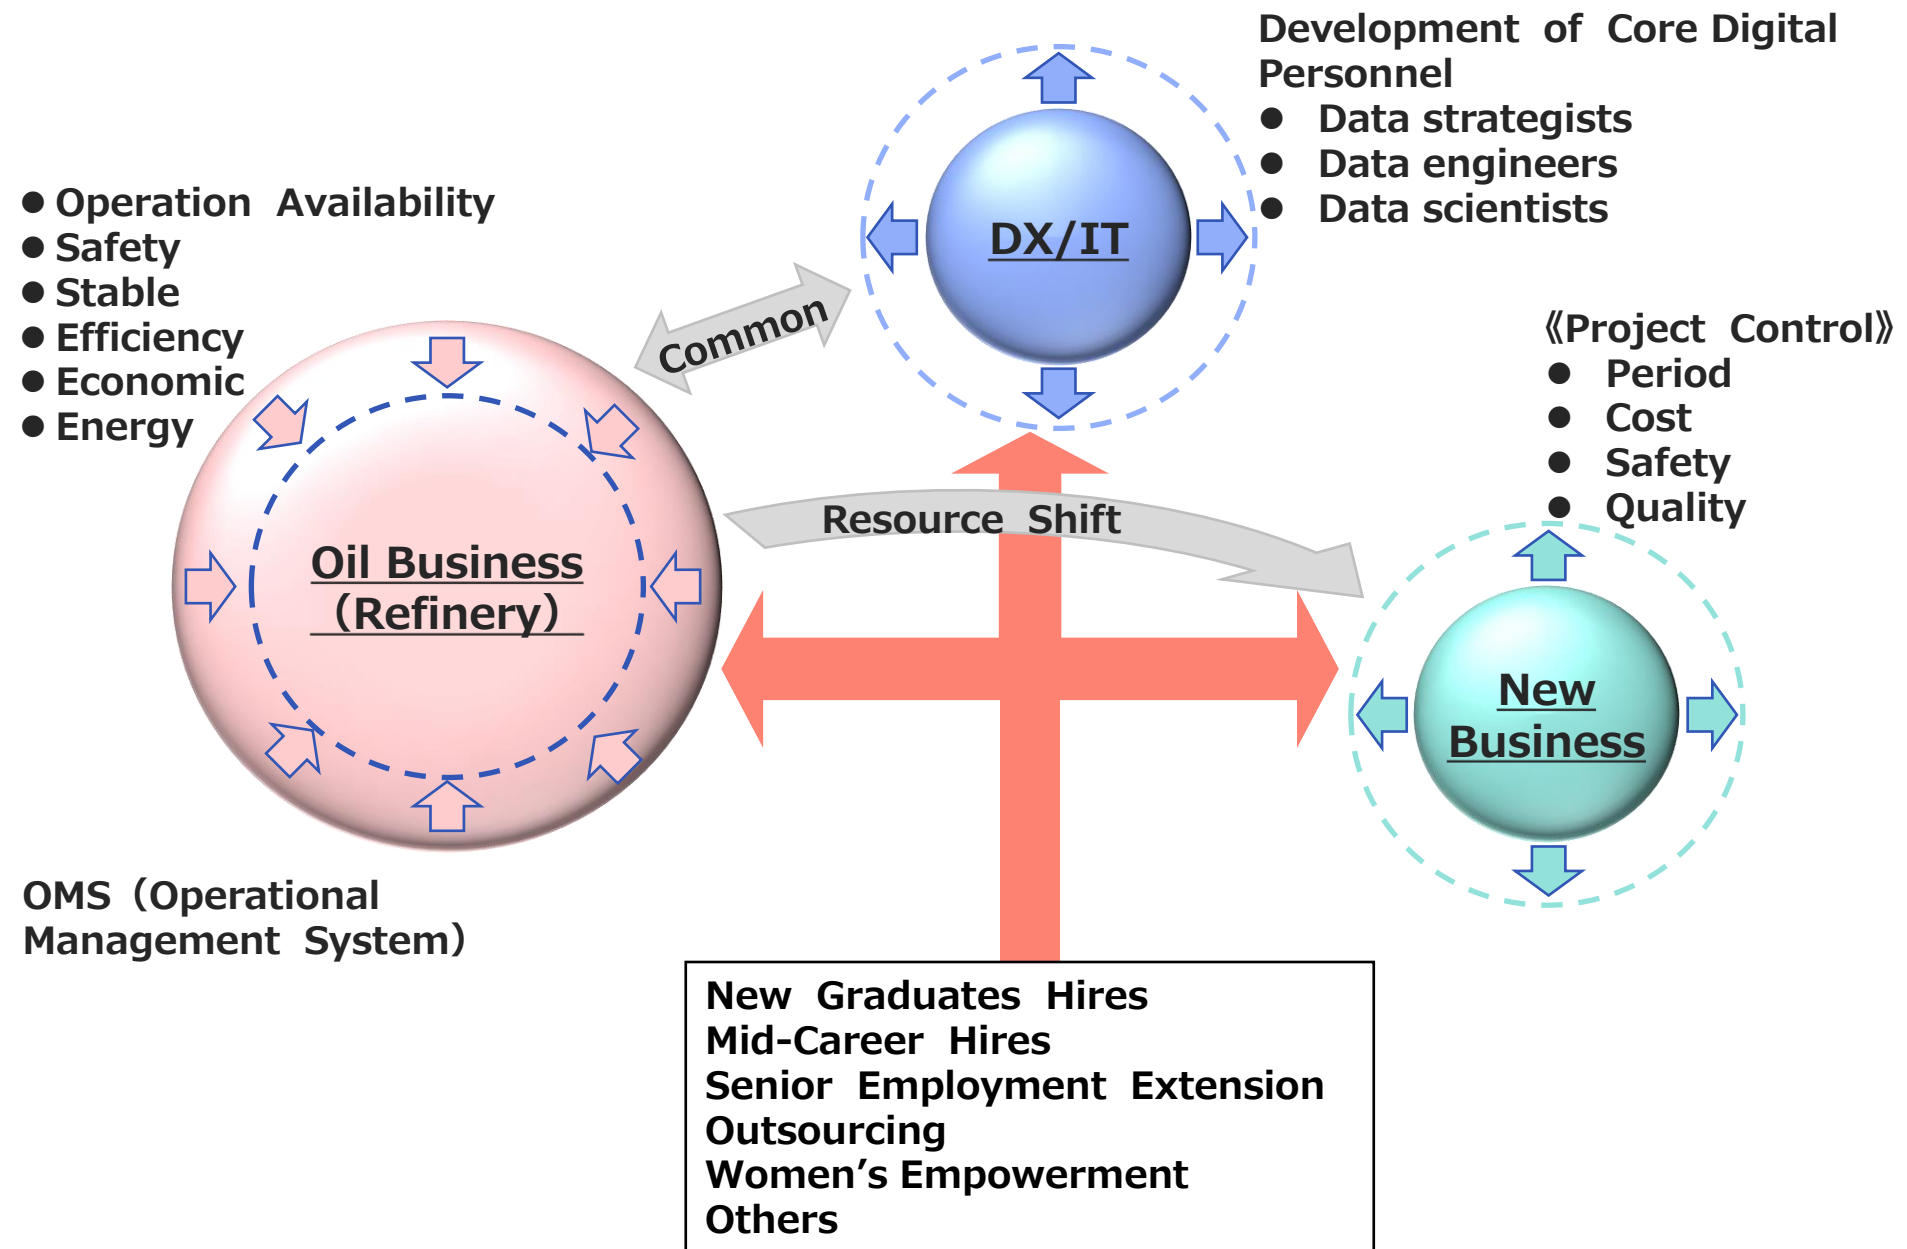 Development of Core Digital
Personnel
● Data strategists
● Data engineers
● Data scientists
DX/IT
● Operation Availability
● Safety
● Stable
● Efficiency
● Economic
● Energy
Common
《Project Control》
● Period
● Cost
● Safety
● Quality
Resource Shift
Oil Business
（Refinery）
New
Business
OMS（Operational
Management System）
New Graduates Hires
Mid-Career Hires
Senior Employment Extension
Outsourcing
Women’s Empowerment
Others